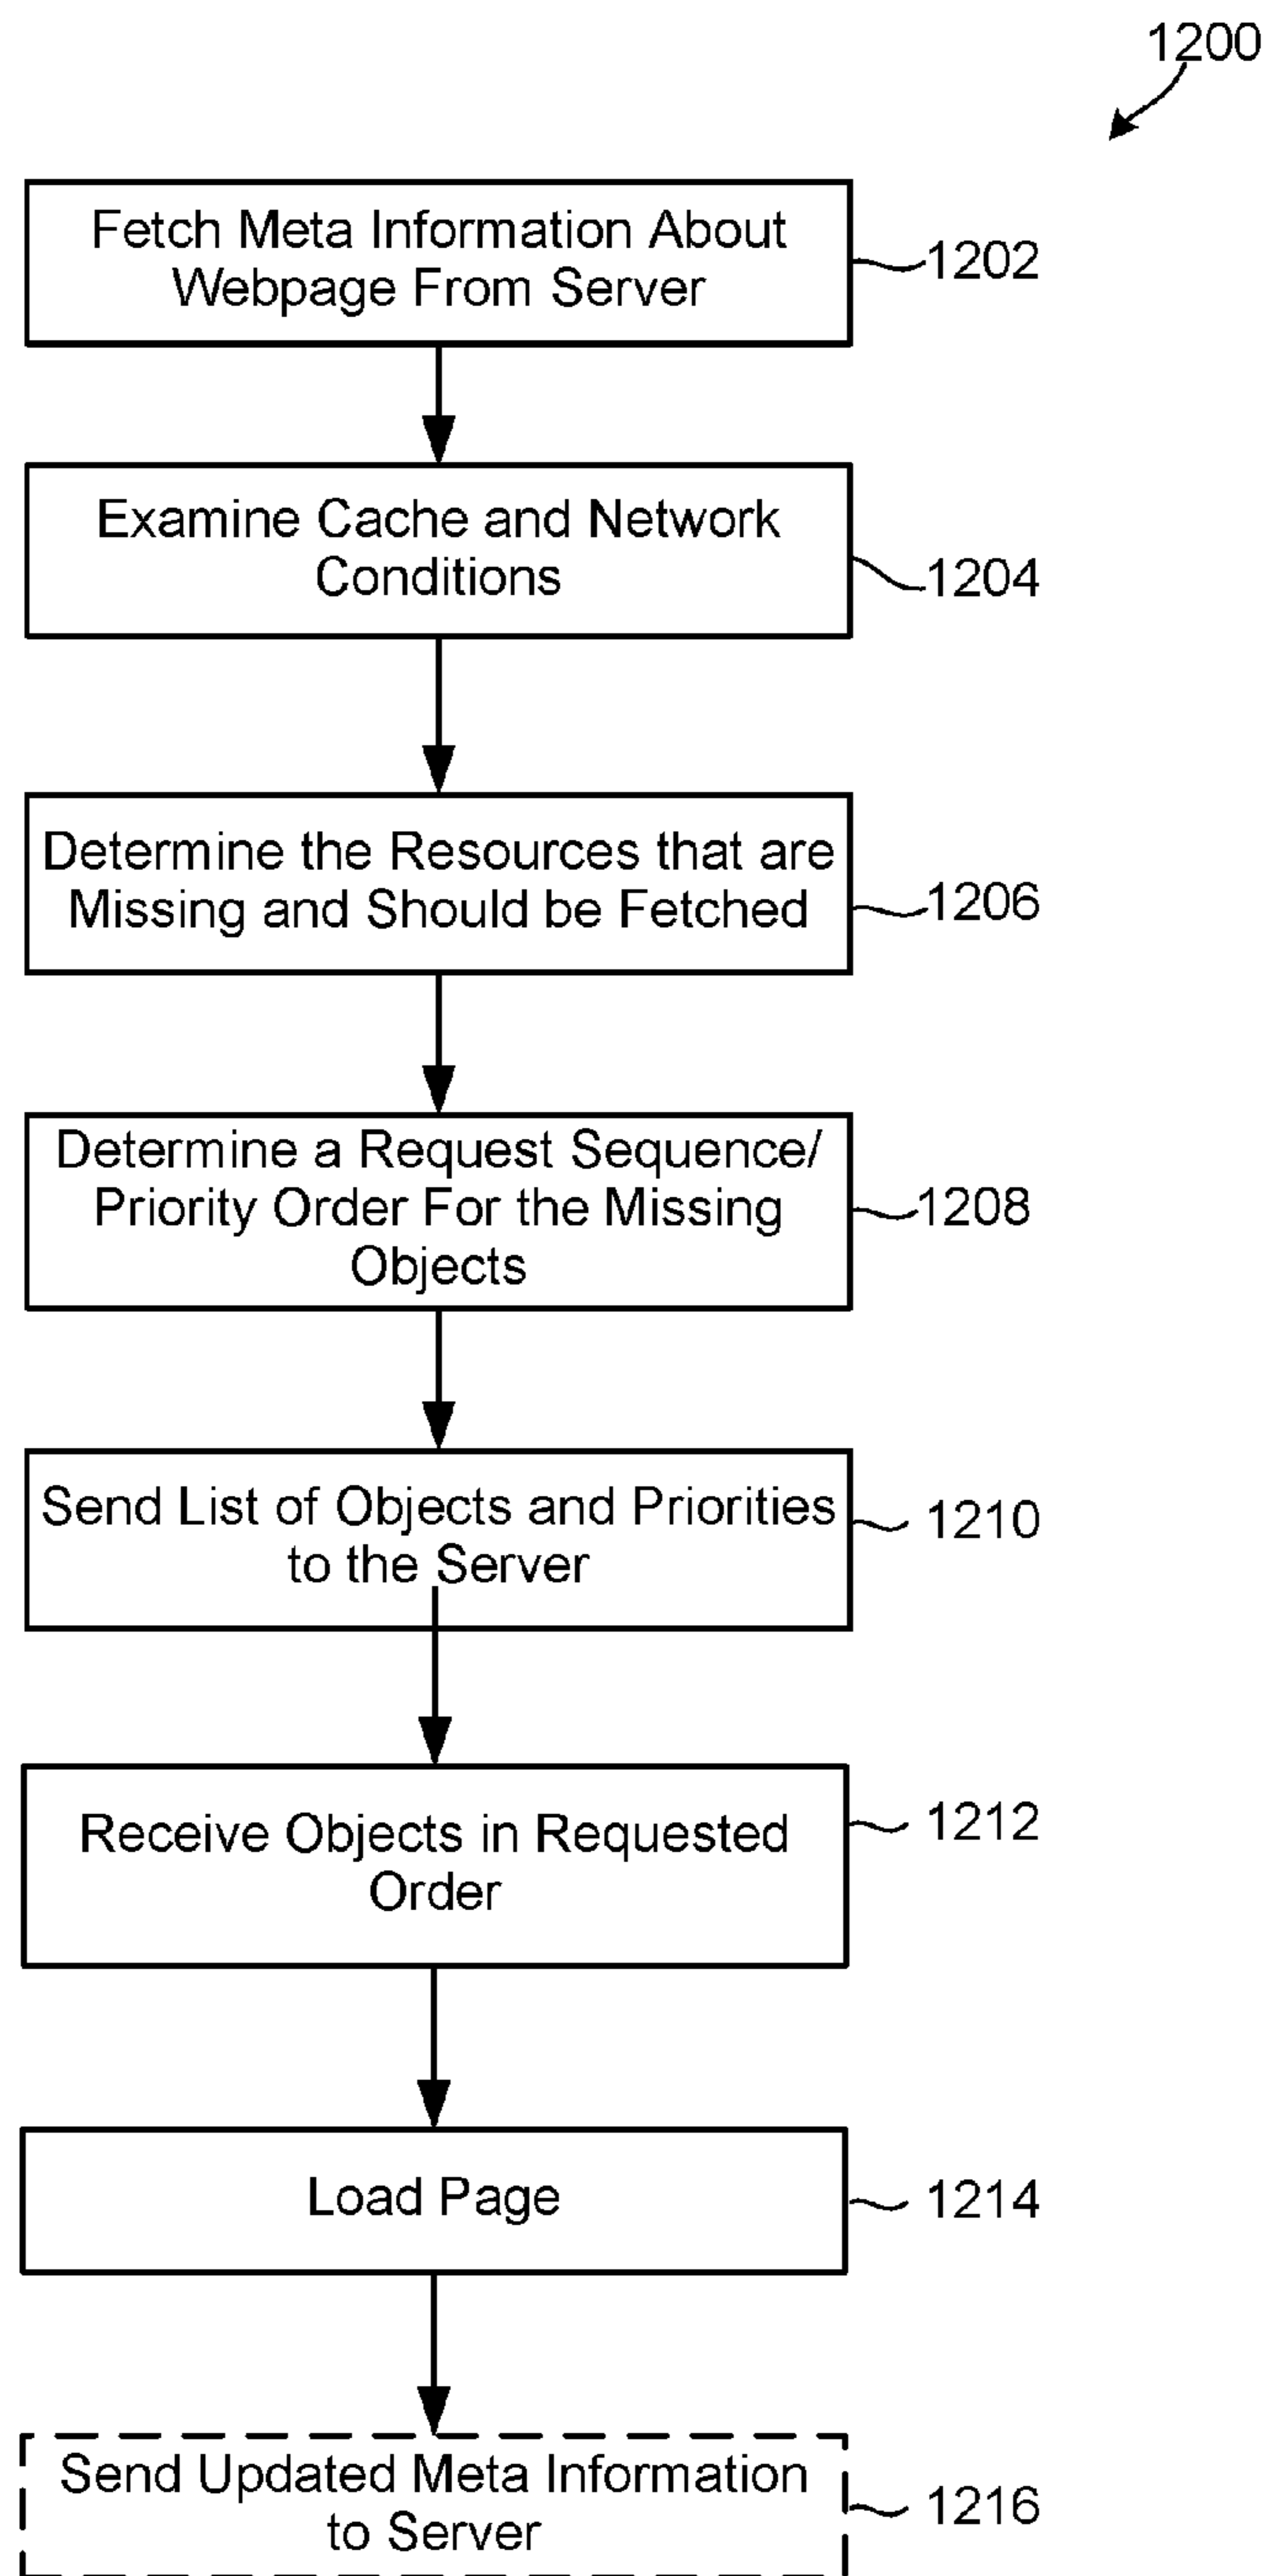 1200
Fetch Meta Information About
Webpage From Server
1202
Examine Cache and Network
Conditions
1204
Determine the Resources that are
Missing and Should be Fetched
1206
Determine a Request Sequence/
Priority Order For the Missing
Objects
1208
Send List of Objects and Priorities
to the Server
1210
Receive Objects in Requested
Order
1212
Load Page
1214
Send Updated Meta Information
to Server
1216